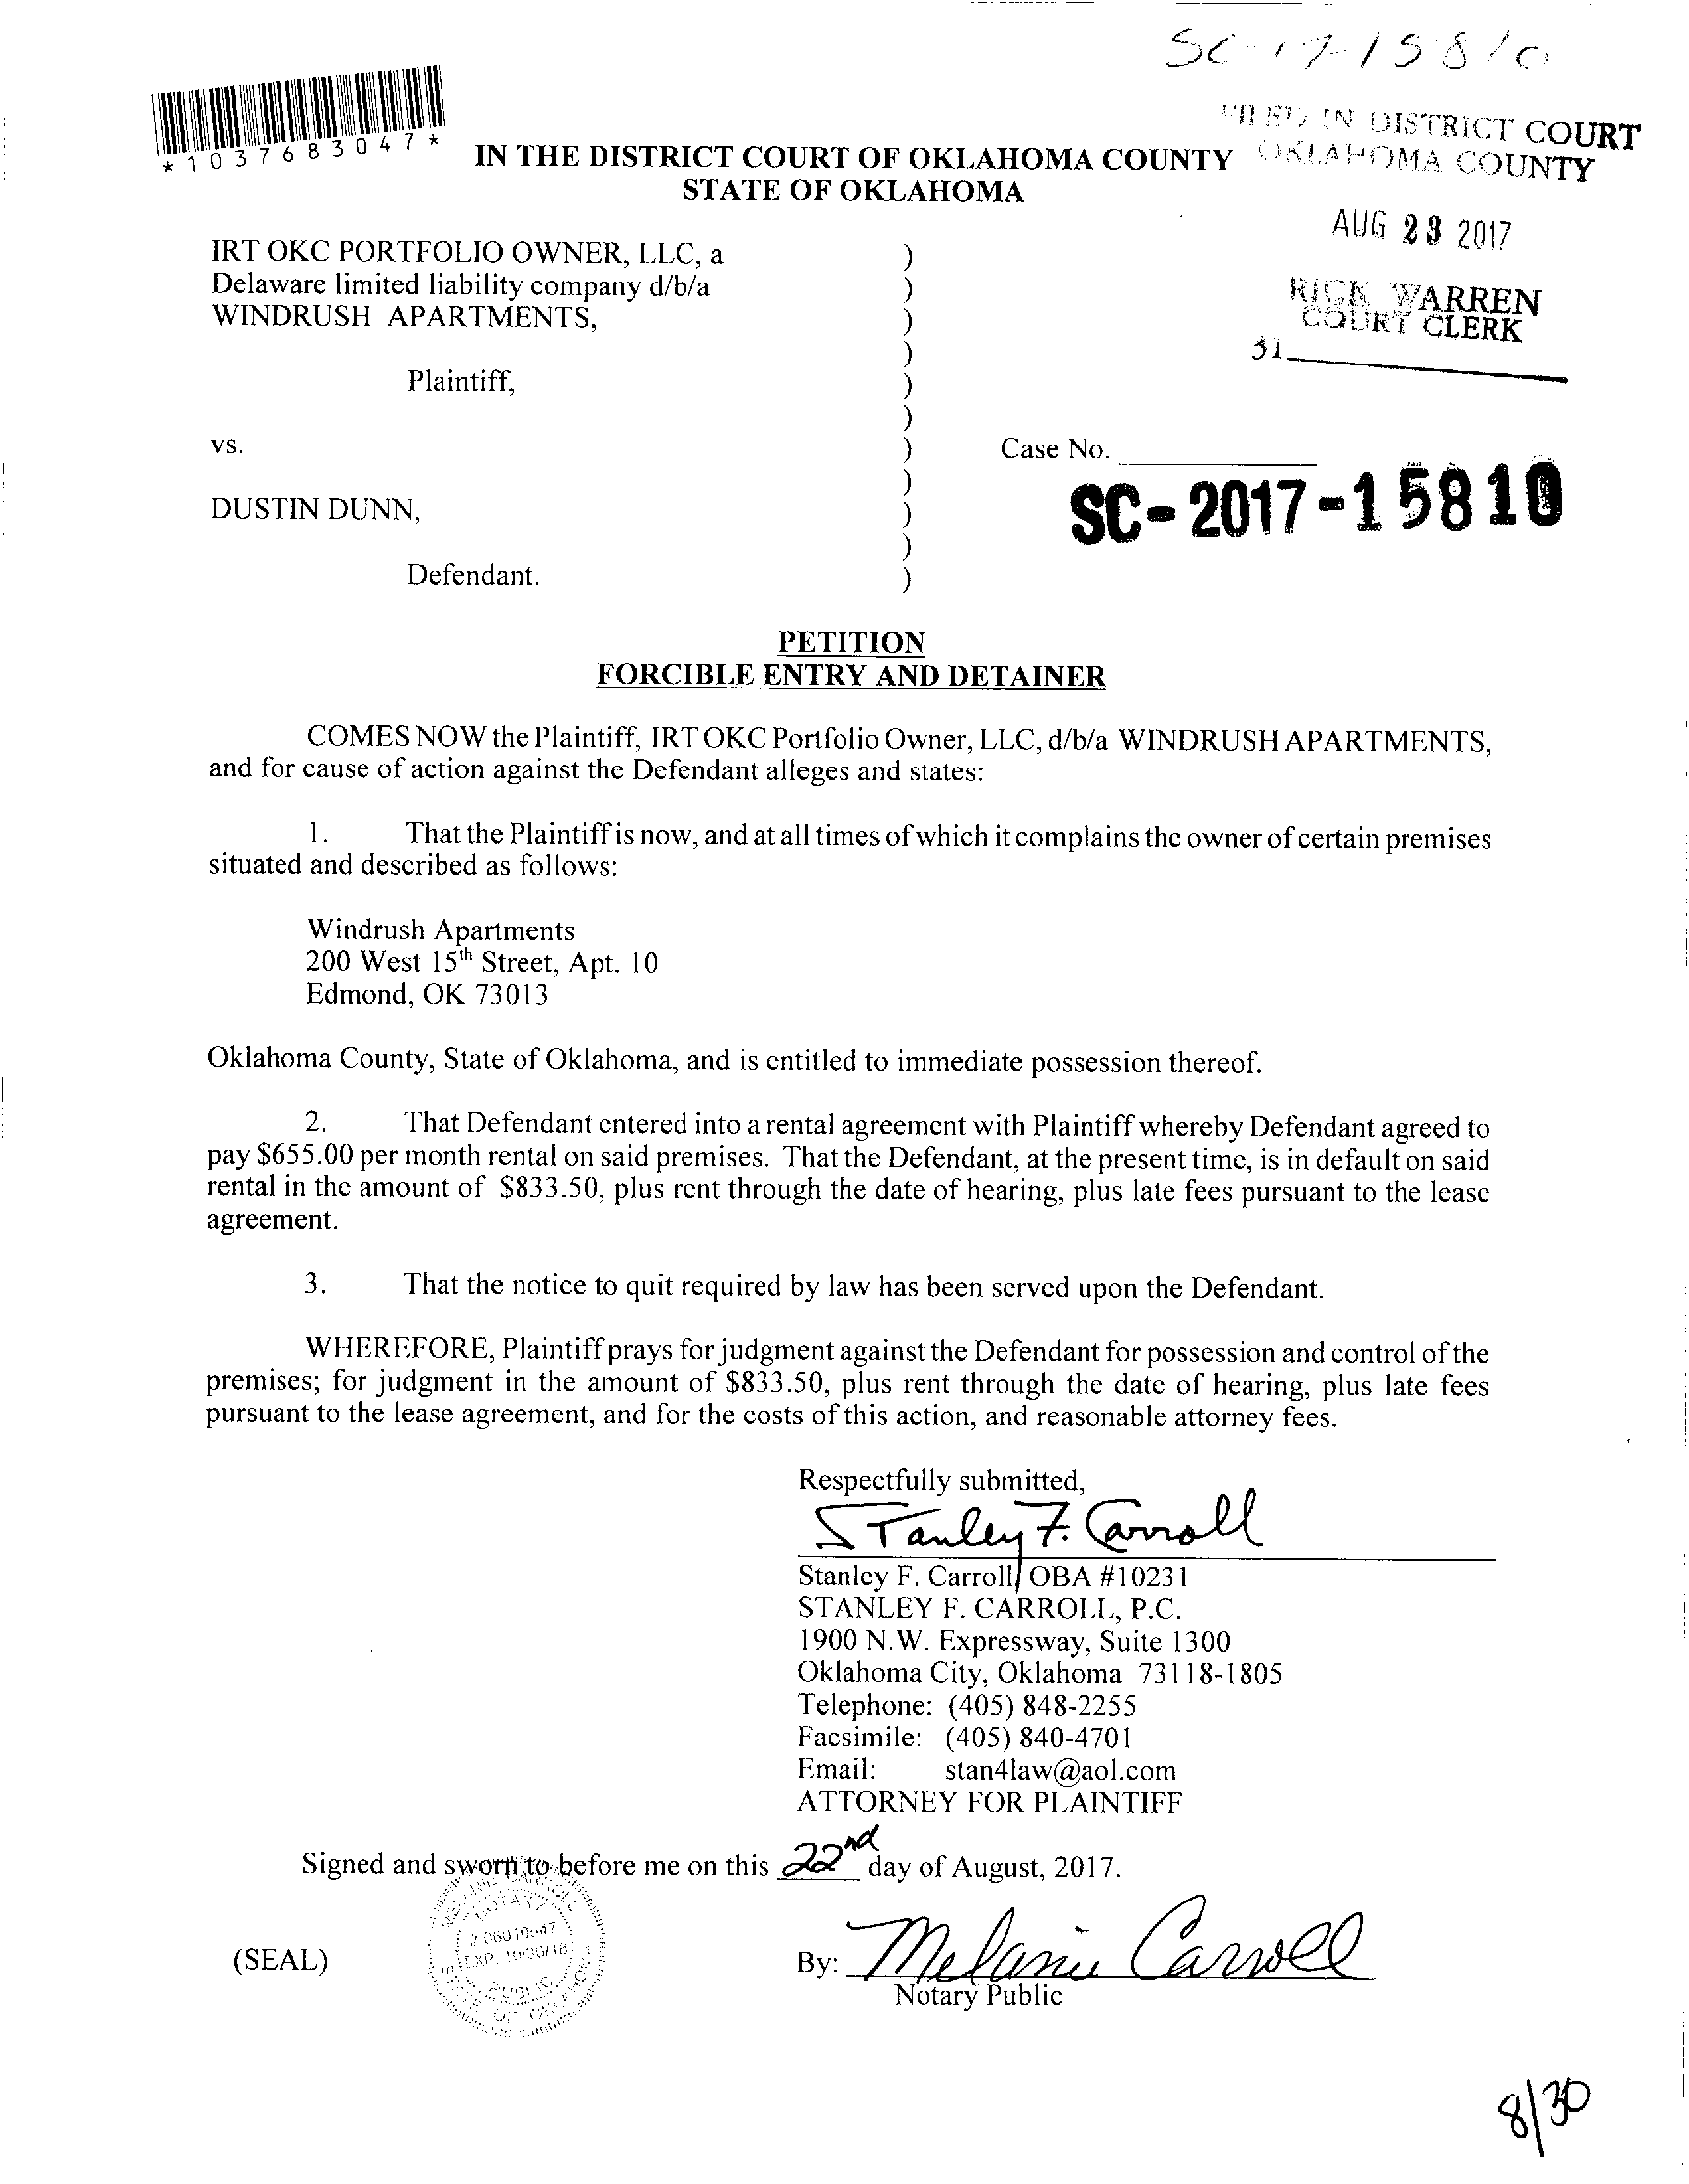 SC-17-15810
*1037683047*
FILED IN DISTRICT COURT
OKLAHOMA COUNTY
IN THE DISTRICT COURT OF OKLAHOMA COUNTY
STATE OF OKLAHOMA
AUG 23 2017
RICK WARREN
COURT CLERK
31
IRT OKC PORTFOLIO OWNER, LLC, a )
Delaware limited liability company d/b/a )
WINDRUSH APARTMENTS, )
)
Plaintiff, )
)
vs. ) Case No.
)
SC-2017-15810
DUSTIN DUNN, )
)
Defendant. )
PETITION
FORCIBLE ENTRY AND DETAINER
COMES NOW the Plaintiff, IRT OKC Portfolio Owner, LLC, d/b/a WINDRUSH APARTMENTS,
and for cause of action against the Defendant alleges and states:
1. That the Plaintiff is now, and at all times of which it complains the owner of certain premises
situated and described as follows:
Windrush Apartments
200 West 15th Street, Apt. 10
Edmond, OK 73013
Oklahoma County, State of Oklahoma, and is entitled to immediate possession thereof.
2. That Defendant entered into a rental agreement with Plaintiff whereby Defendant agreed to
pay $655.00 per month rental on said premises. That the Defendant, at the present time, is in default on said
rental in the amount of $833.50, plus rent through the date of hearing, plus late fees pursuant to the lease
agreement.
3. That the notice to quit required by law has been served upon the Defendant.
WHEREFORE, Plaintiff prays for judgment against the Defendant for possession and control of the
premises; for judgment in the amount of $833.50, plus rent through the date of hearing, plus late fees
pursuant to the lease agreement, and for the costs of this action, and reasonable attorney fees.
Respectfully submitted,
Stanley F. Carroll
Stanley F. Carroll, OBA #10231
STANLEY F. CARROLL, P.C.
1900 N.W. Expressway, Suite 1300
Oklahoma City, Oklahoma 73118-1805
Telephone: (405) 848-2255
Facsimile: (405) 840-4701
Email: stan4law@aol.com
ATTORNEY FOR PLAINTIFF
Signed and sworn to before me on this 22nd day of August, 2017.
NOTARY
EXP.
(SEAL)
By: Melanie Carroll
Notary Public
8/30